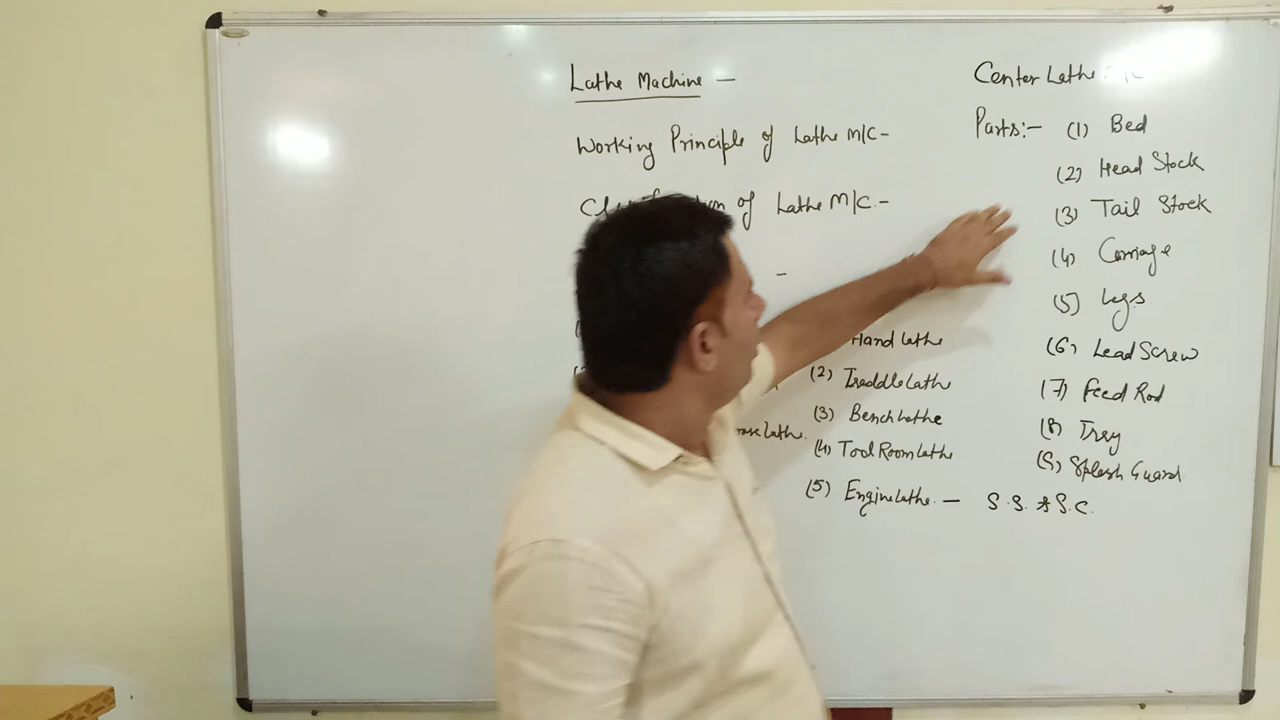 Lathe Machine -
Working Principle of Lathe M/C -
of Lathe M/C. -
-
Hand Lathe
(2) Treddle Lathe
(3) Bench Lathe
Lathe.
(4) Tool Room Lathe
(5) Engine Lathe. - S.S. & S.C.
Center Lathe
Parts:- (1) Bed
(2) Head Stock
(3) Tail Stock
(4) Carriage
(5) Legs.
(6) Lead Screw
(7) Feed Rod
(8) Tray
(9) Splash Guard.